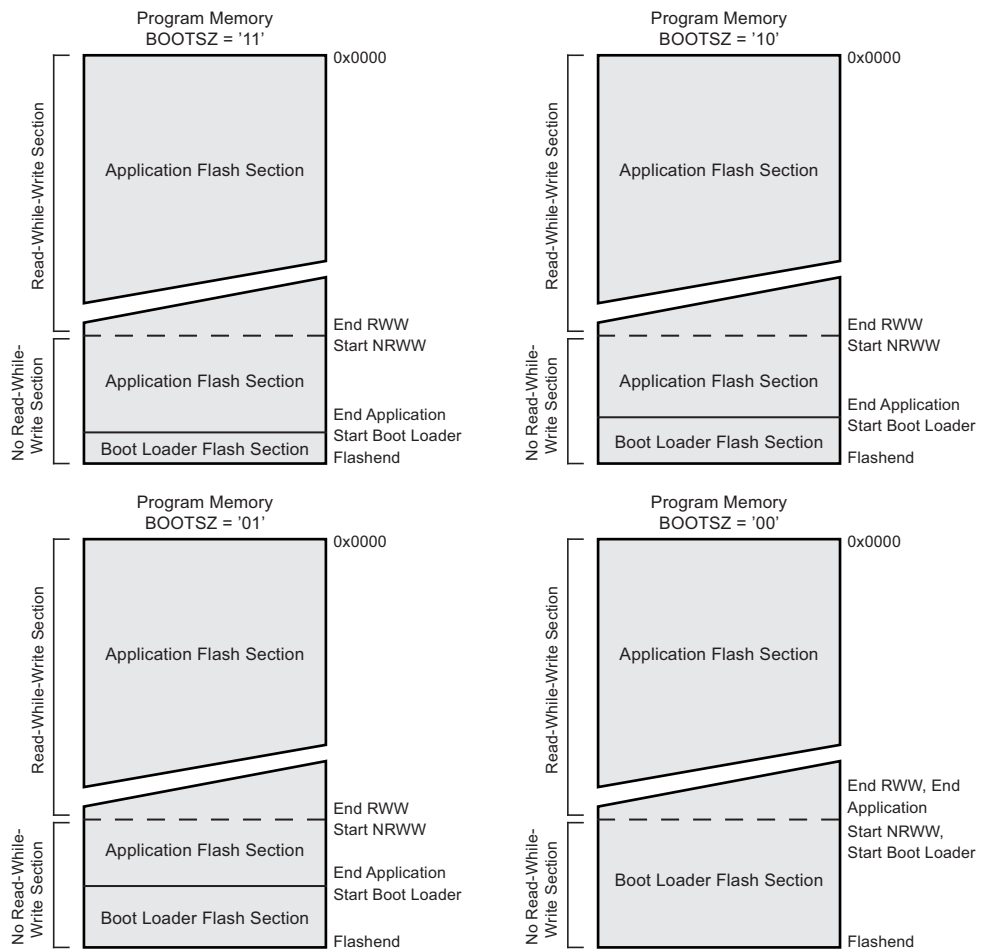 Program Memory
BOOTSZ = ’11’
0x0000
Read-While-Write Section
Application Flash Section
End RWW
Start NRWW
No Read-While-
Write Section
Application Flash Section
End Application
Start Boot Loader
Boot Loader Flash Section
Flashend
Program Memory
BOOTSZ = ’10’
0x0000
Read-While-Write Section
Application Flash Section
End RWW
Start NRWW
No Read-While-
Write Section
Application Flash Section
End Application
Start Boot Loader
Boot Loader Flash Section
Flashend
Program Memory
BOOTSZ = ’01’
0x0000
Read-While-Write Section
Application Flash Section
End RWW
Start NRWW
No Read-While-
Write Section
Application Flash Section
End Application
Start Boot Loader
Boot Loader Flash Section
Flashend
Program Memory
BOOTSZ = ’00’
0x0000
Read-While-Write Section
Application Flash Section
End RWW, End
Application
Start NRWW,
Start Boot Loader
No Read-While-
Write Section
Boot Loader Flash Section
Flashend